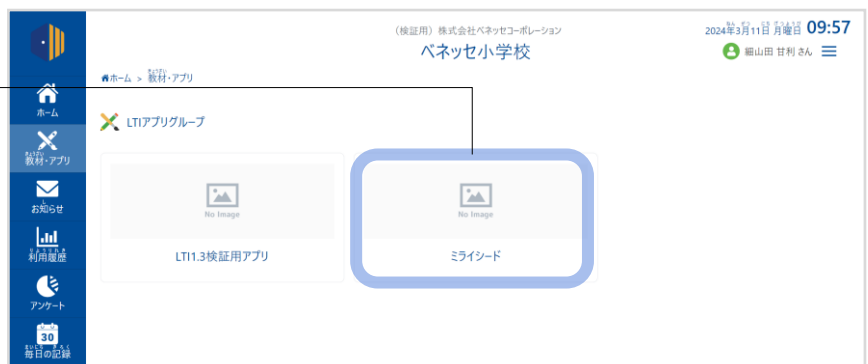 (検証用) 株式会社ベネッセコーポレーション
ベネッセ小学校
2024年3月11日 月曜日 09:57
細山田 甘利 さん
ホーム > 教材・アプリ
LTIアプリグループ
No Image
LTI1.3検証用アプリ
No Image
ミライシード
ホーム
教材・アプリ
お知らせ
利用履歴
アンケート
30
毎日の記録